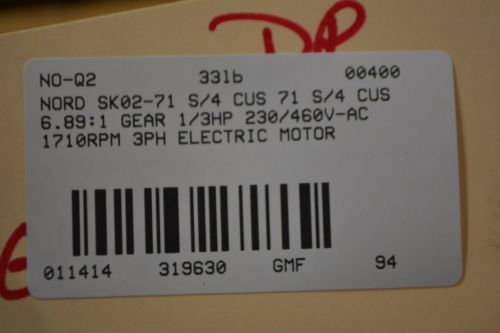 DP
NO-Q2 331b 00400
NORD SK02-71 S/4 CUS 71 S/4 CUS
6.89:1 GEAR 1/3HP 230/460V-AC
1710RPM 3PH ELECTRIC MOTOR
011414 319630 GMF 94